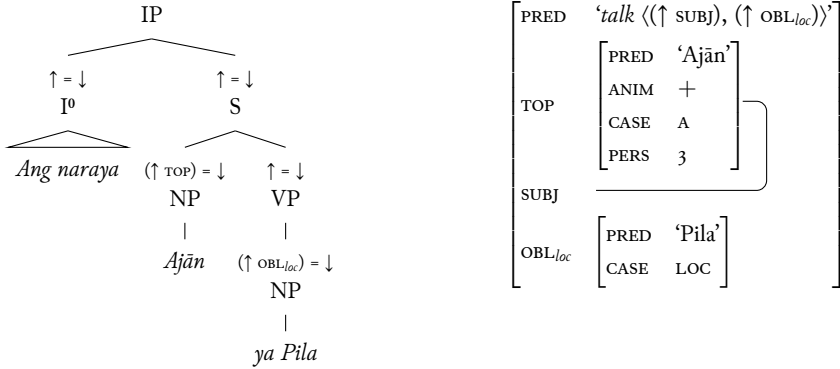 IP
↑ = ↓ ↑ = ↓
I⁰ S
Ang naraya (↑ TOP) = ↓ ↑ = ↓
NP VP
Ajān (↑ OBLloc) = ↓
NP
ya Pila
PRED ‘talk ⟨(↑ SUBJ), (↑ OBLloc)⟩’
TOP
PRED ‘Ajān’
ANIM +
CASE A
PERS 3
SUBJ
OBLloc
PRED ‘Pila’
CASE LOC